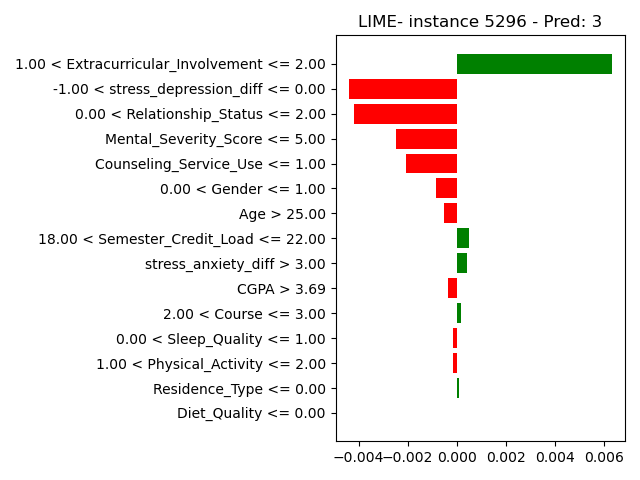 LIME- instance 5296 - Pred: 3
1.00 < Extracurricular_Involvement <= 2.00
-1.00 < stress_depression_diff <= 0.00
0.00 < Relationship_Status <= 2.00
Mental_Severity_Score <= 5.00
Counseling_Service_Use <= 1.00
0.00 < Gender <= 1.00
Age > 25.00
18.00 < Semester_Credit_Load <= 22.00
stress_anxiety_diff > 3.00
CGPA > 3.69
2.00 < Course <= 3.00
0.00 < Sleep_Quality <= 1.00
1.00 < Physical_Activity <= 2.00
Residence_Type <= 0.00
Diet_Quality <= 0.00
−0.004 −0.002 0.000 0.002 0.004 0.006